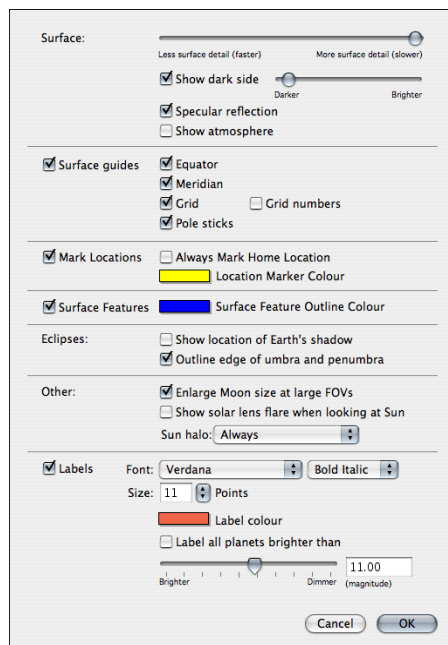 Surface:
Less surface detail (faster) More surface detail (slower)
Show dark side
Darker Brighter
Specular reflection
Show atmosphere
Surface guides Equator
Meridian
Grid Grid numbers
Pole sticks
Mark Locations Always Mark Home Location
Location Marker Colour
Surface Features Surface Feature Outline Colour
Eclipses: Show location of Earth's shadow
Outline edge of umbra and penumbra
Other: Enlarge Moon size at large FOVs
Show solar lens flare when looking at Sun
Sun halo: Always
Labels Font: Verdana Bold Italic
Size: 11 Points
Label colour
Label all planets brighter than
11.00
Brighter Dimmer (magnitude)
Cancel OK